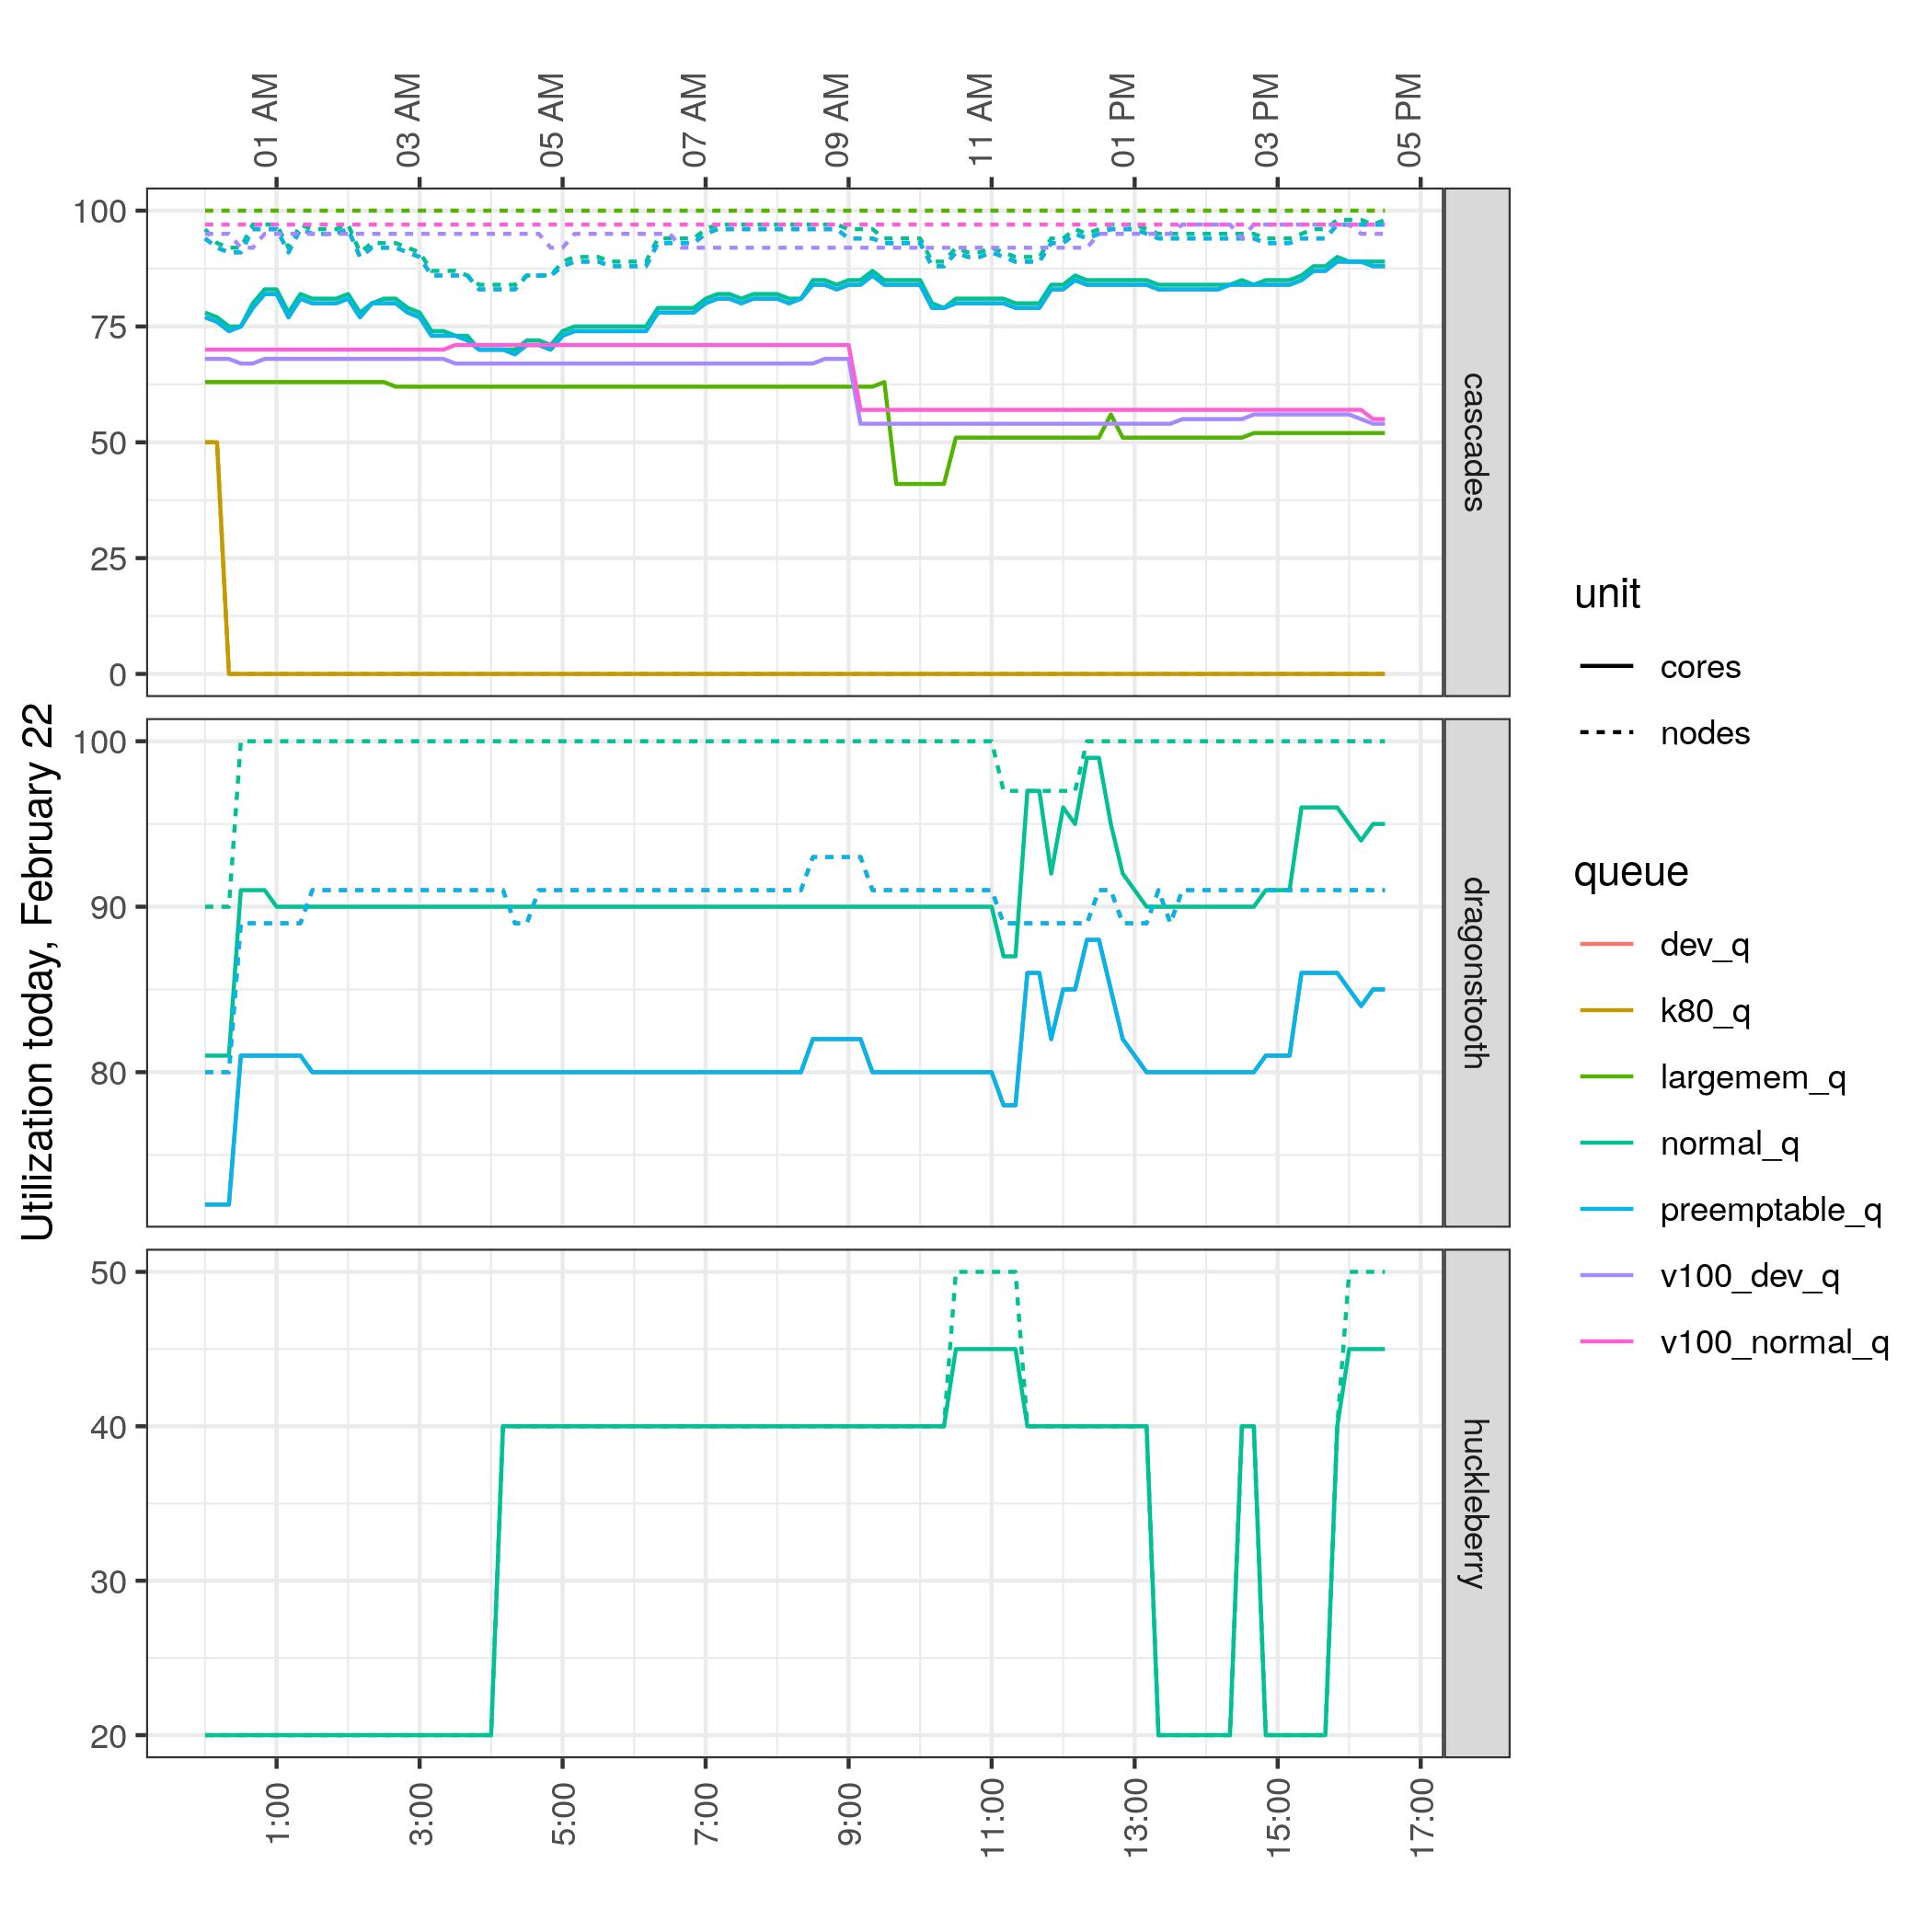 01 AM
03 AM
05 AM
07 AM
09 AM
11 AM
01 PM
03 PM
05 PM
100
75
50
25
0
cascades
100
90
80
dragonstooth
50
40
30
20
huckleberry
1:00
3:00
5:00
7:00
9:00
11:00
13:00
15:00
17:00
Utilization today, February 22
unit
cores
nodes
queue
dev_q
k80_q
largemem_q
normal_q
preemptable_q
v100_dev_q
v100_normal_q